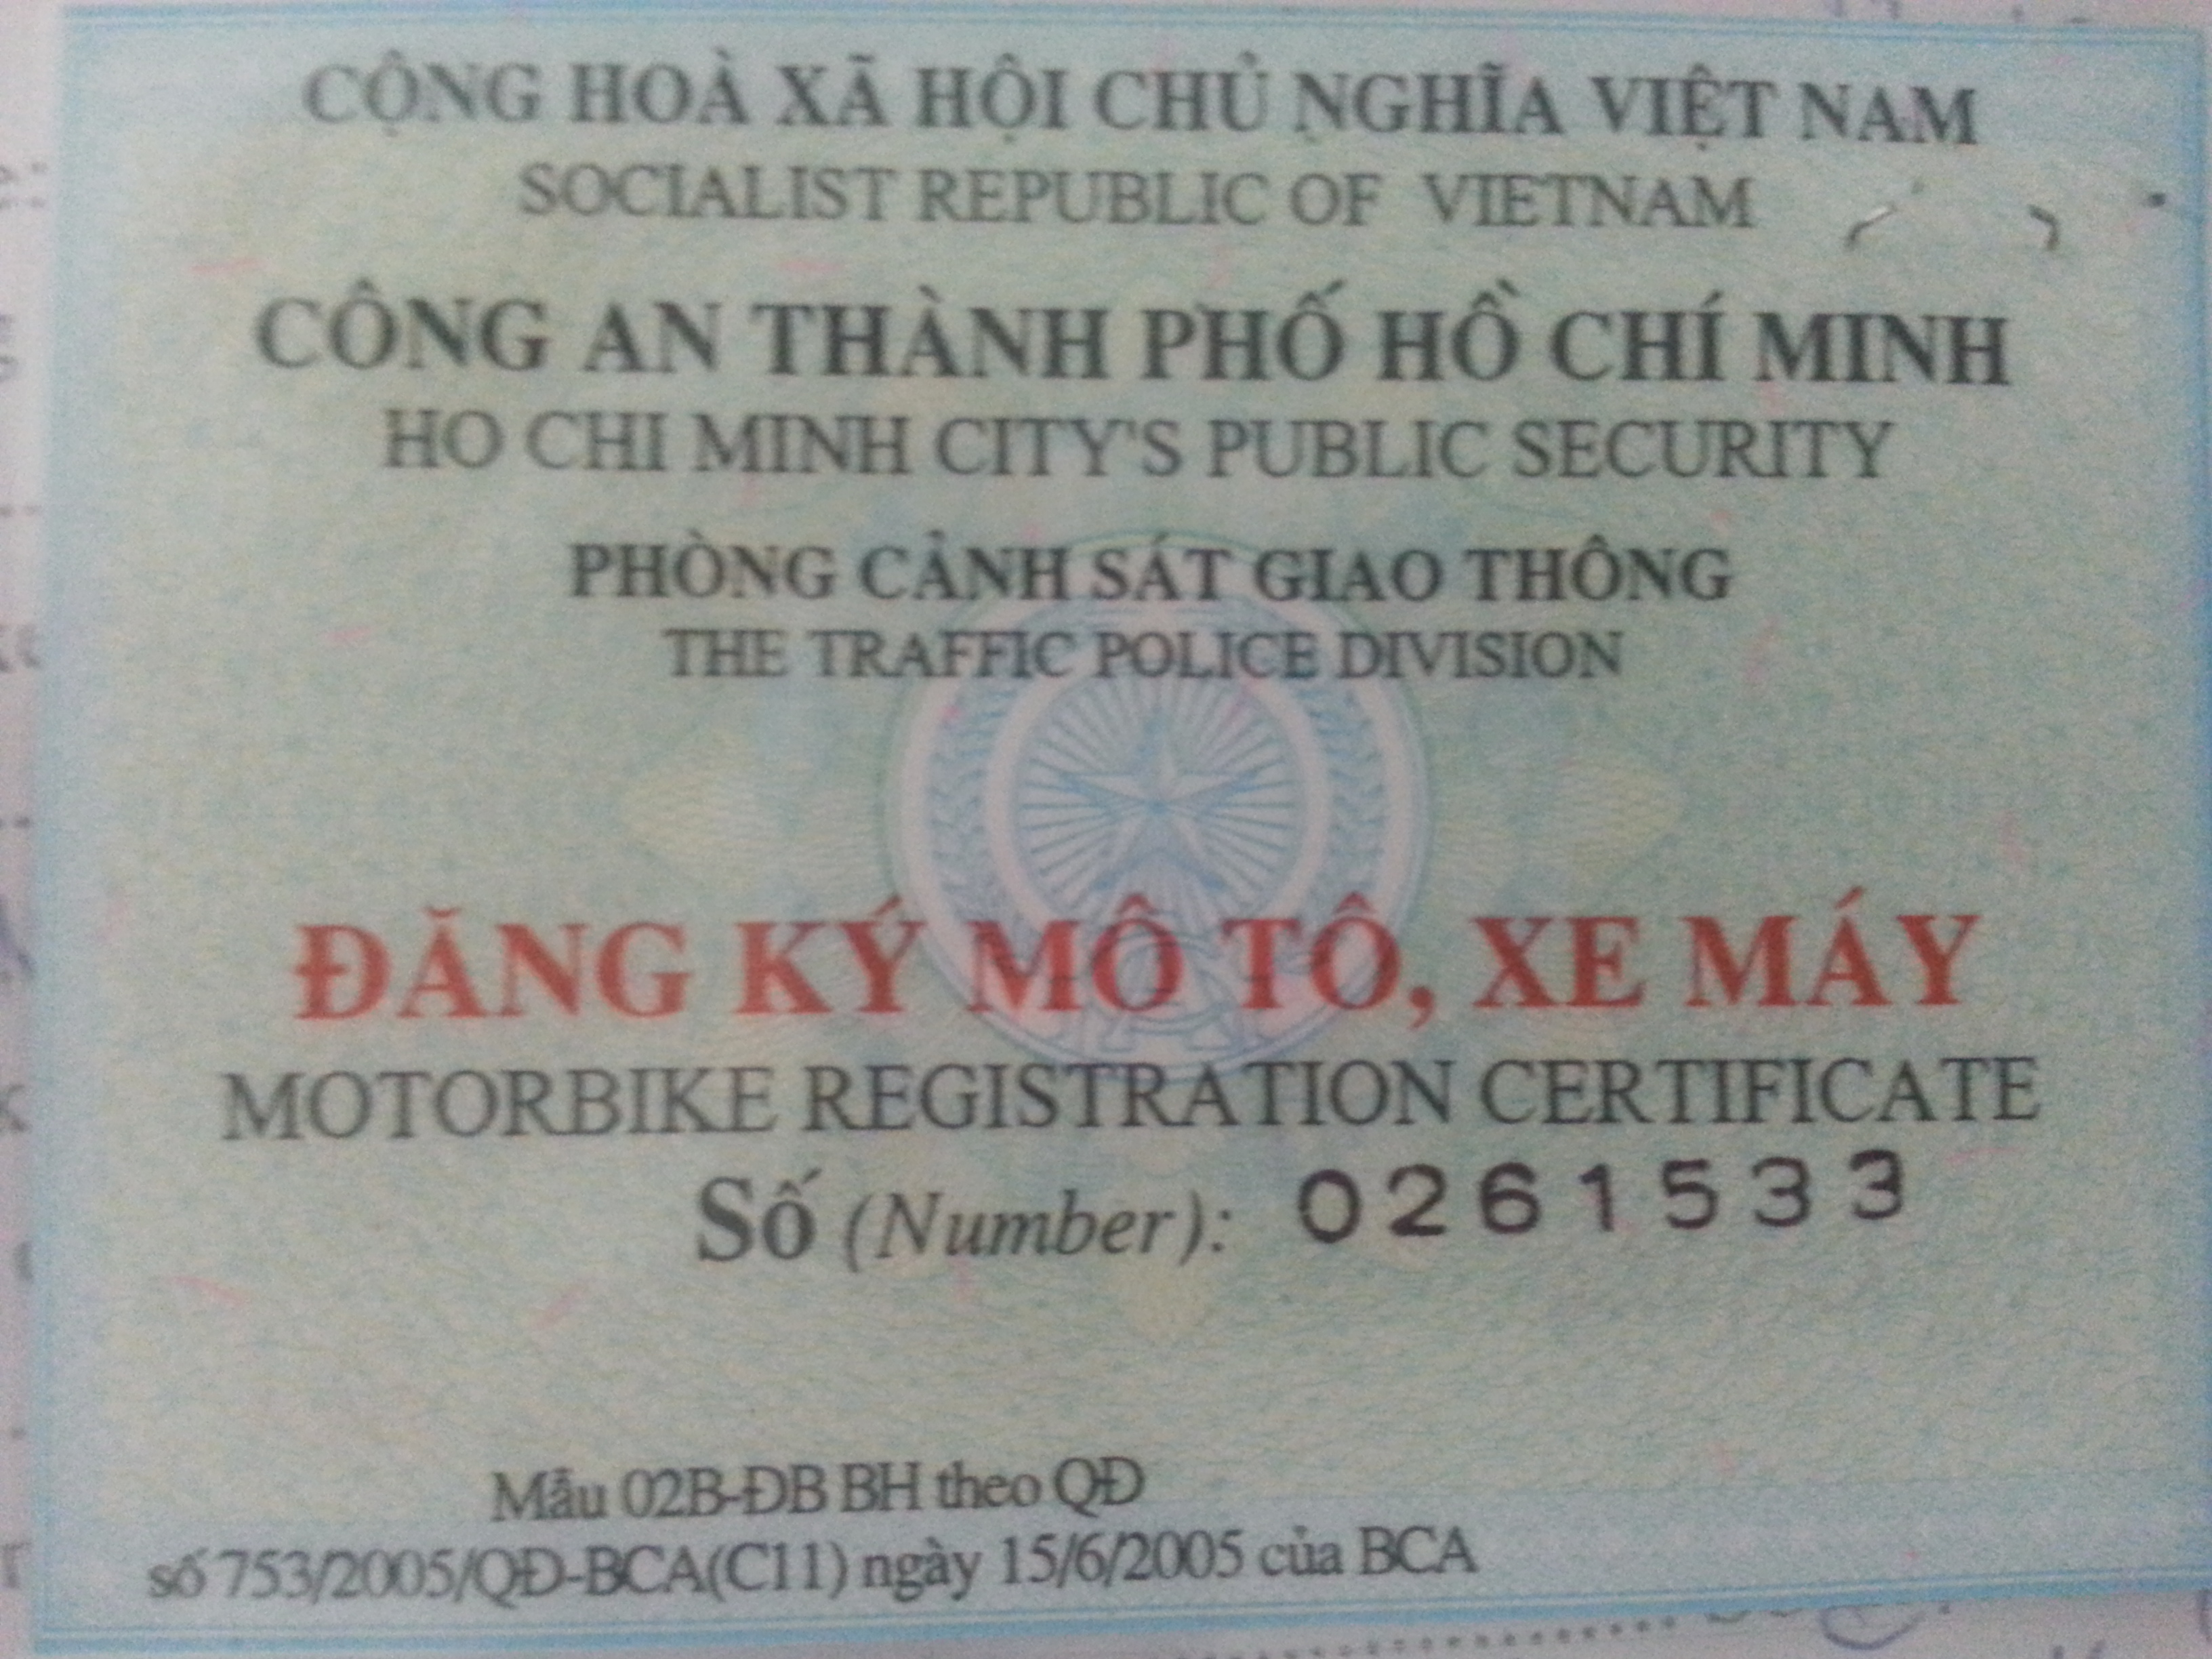 CỘNG HOÀ XÃ HỘI CHỦ NGHĨA VIỆT NAM
SOCIALIST REPUBLIC OF VIETNAM
CÔNG AN THÀNH PHỐ HỒ CHÍ MINH
HO CHI MINH CITY'S PUBLIC SECURITY
PHÒNG CẢNH SÁT GIAO THÔNG
THE TRAFFIC POLICE DIVISION
ĐĂNG KÝ MÔ TÔ, XE MÁY
MOTORBIKE REGISTRATION CERTIFICATE
Số (Number): 0261533
Mẫu 02B-ĐB BH theo QĐ
số 753/2005/QĐ-BCA(C11) ngày 15/6/2005 của BCA